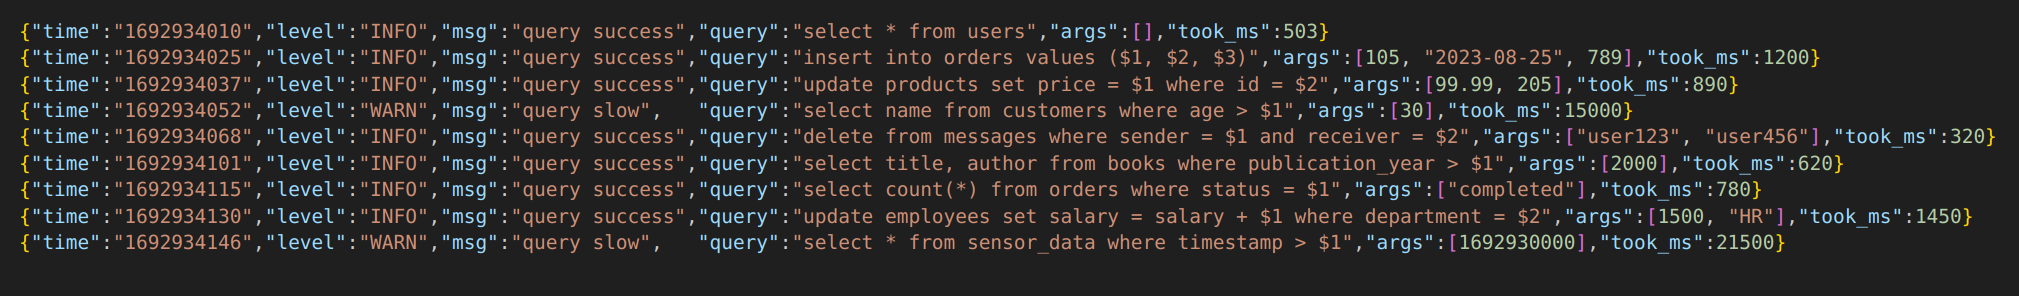 {"time":"1692934010","level":"INFO","msg":"query success","query":"select * from users","args":[],"took_ms":503}
{"time":"1692934025","level":"INFO","msg":"query success","query":"insert into orders values ($1, $2, $3)","args":[105, "2023-08-25", 789],"took_ms":1200}
{"time":"1692934037","level":"INFO","msg":"query success","query":"update products set price = $1 where id = $2","args":[99.99, 205],"took_ms":890}
{"time":"1692934052","level":"WARN","msg":"query slow",   "query":"select name from customers where age > $1","args":[30],"took_ms":15000}
{"time":"1692934068","level":"INFO","msg":"query success","query":"delete from messages where sender = $1 and receiver = $2","args":["user123", "user456"],"took_ms":320}
{"time":"1692934101","level":"INFO","msg":"query success","query":"select title, author from books where publication_year > $1","args":[2000],"took_ms":620}
{"time":"1692934115","level":"INFO","msg":"query success","query":"select count(*) from orders where status = $1","args":["completed"],"took_ms":780}
{"time":"1692934130","level":"INFO","msg":"query success","query":"update employees set salary = salary + $1 where department = $2","args":[1500, "HR"],"took_ms":1450}
{"time":"1692934146","level":"WARN","msg":"query slow",   "query":"select * from sensor_data where timestamp > $1","args":[1692930000],"took_ms":21500}